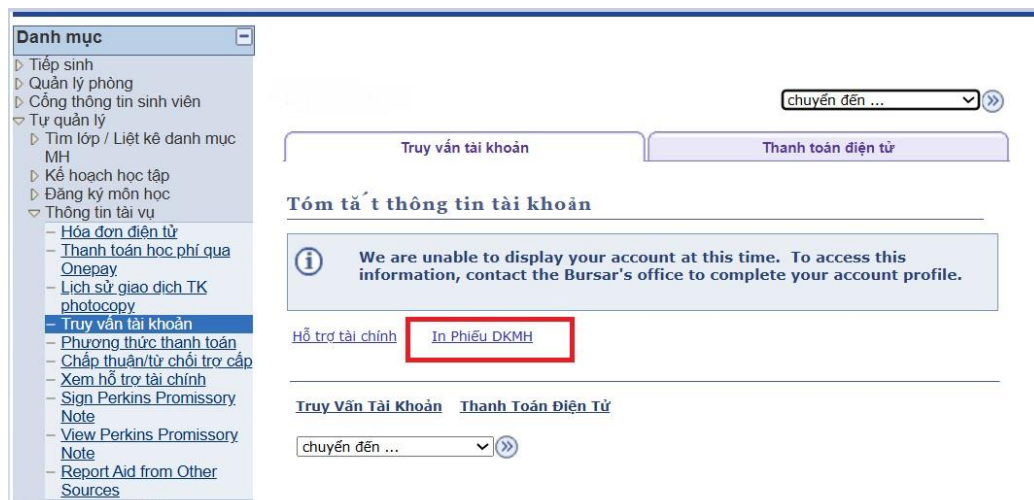 Danh mục
Tiếp sinh
Quản lý phòng
Cổng thông tin sinh viên
Tự quản lý
Tìm lớp / Liệt kê danh mục
MH
Kế hoạch học tập
Đăng ký môn học
Thông tin tài vụ
– Hóa đơn điện tử
– Thanh toán học phí qua
Onepay
– Lịch sử giao dịch TK
photocopy
– Truy vấn tài khoản
– Phương thức thanh toán
– Chấp thuận/từ chối trợ cấp
– Xem hỗ trợ tài chính
– Sign Perkins Promissory
Note
– View Perkins Promissory
Note
– Report Aid from Other
Sources
chuyển đến ...
Truy vấn tài khoản
Thanh toán điện tử
Tóm tắt thông tin tài khoản
We are unable to display your account at this time. To access this
information, contact the Bursar's office to complete your account profile.
Hỗ trợ tài chính In Phiếu DKMH
Truy Vấn Tài Khoản Thanh Toán Điện Tử
chuyển đến ...